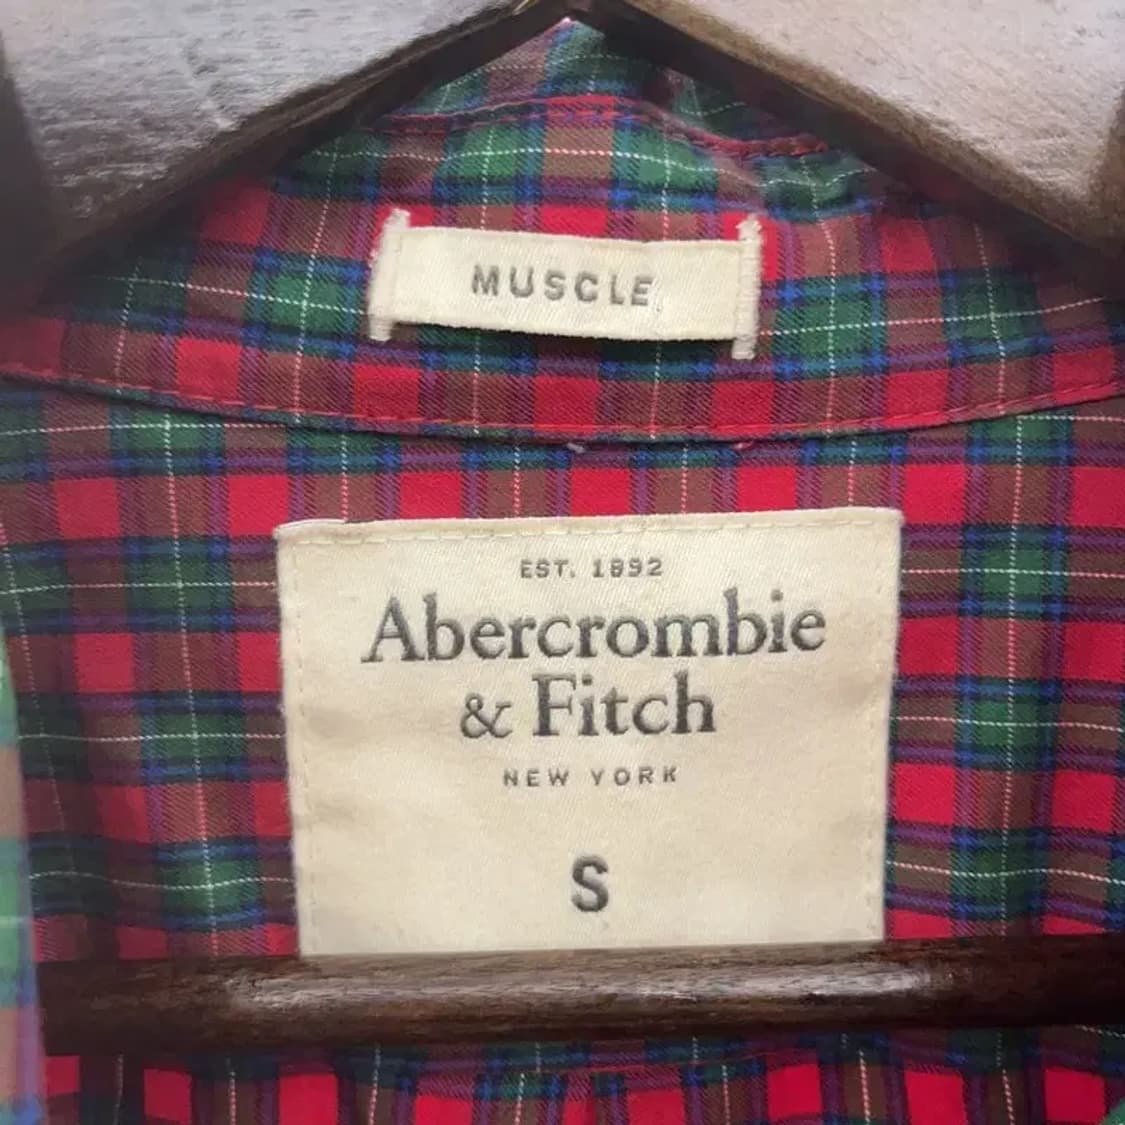 MUSCLE
EST. 1892
Abercrombie
& Fitch
NEW YORK
S